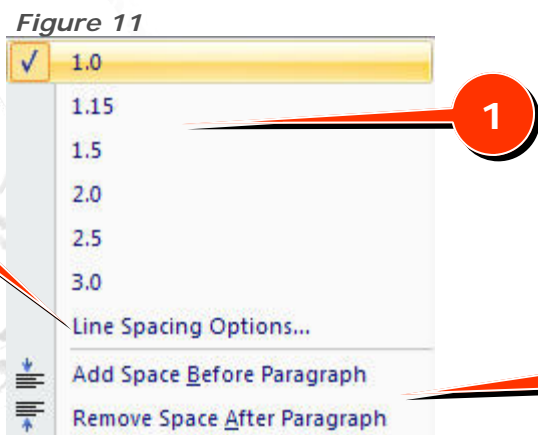 Figure 11
1.0
1.15
1
1.5
2.0
2.5
3.0
Line Spacing Options...
Add Space Before Paragraph
Remove Space After Paragraph